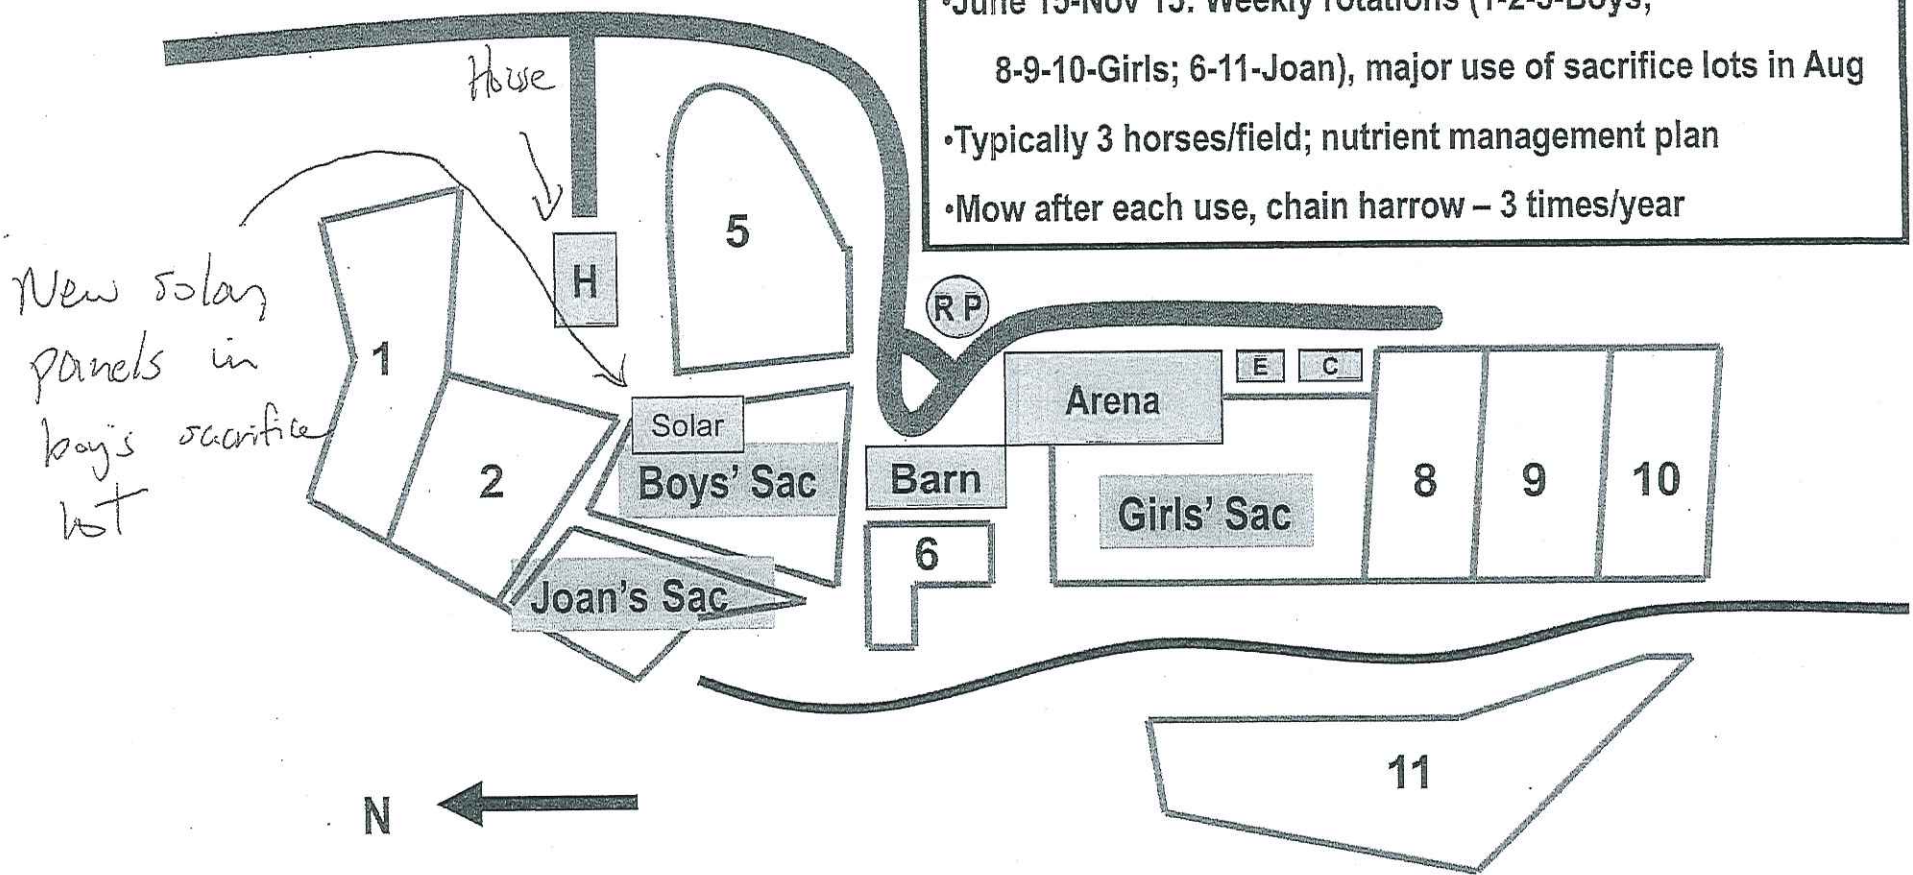 •June 15-Nov 15: Weekly rotations (1-2-5-Boys;
8-9-10-Girls; 6-11-Joan), major use of sacrifice lots in Aug
•Typically 3 horses/field; nutrient management plan
•Mow after each use, chain harrow – 3 times/year
House
New solar
panels in
boy's sacrifice
lot
H
5
R P
1
E
C
Arena
Solar
2
Boys' Sac
Barn
Girls' Sac
8
9
10
6
Joan's Sac
11
N